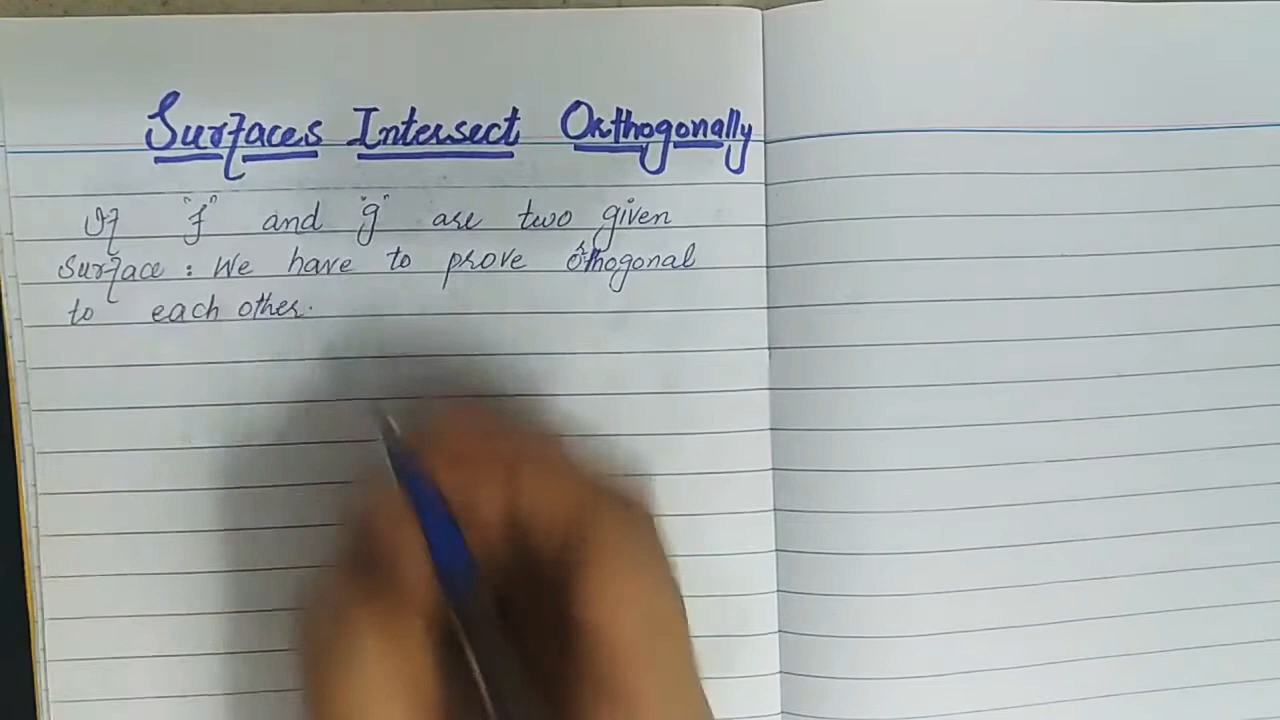 Surfaces Intersect Orthogonally
If "f" and "g" are two given
Surface : We have to prove orthogonal
to each other.